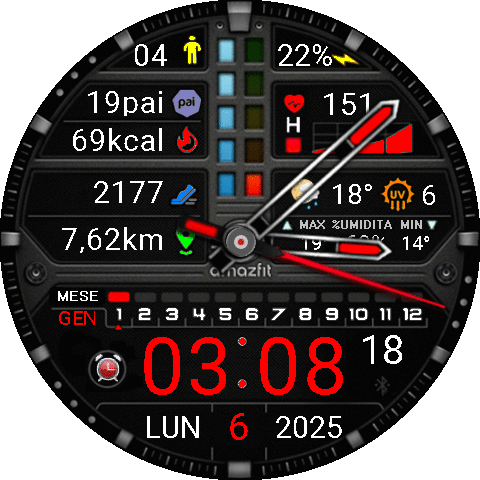 04 22%
19pai pai 151
69kcal H
2177 18° UV 6
▲ MAX %UMIDITA MIN ▼
7,62km 19 14°
amazfit
MESE
GEN 1 2 3 4 5 6 7 8 9 10 11 12
03:08 18
LUN 6 2025